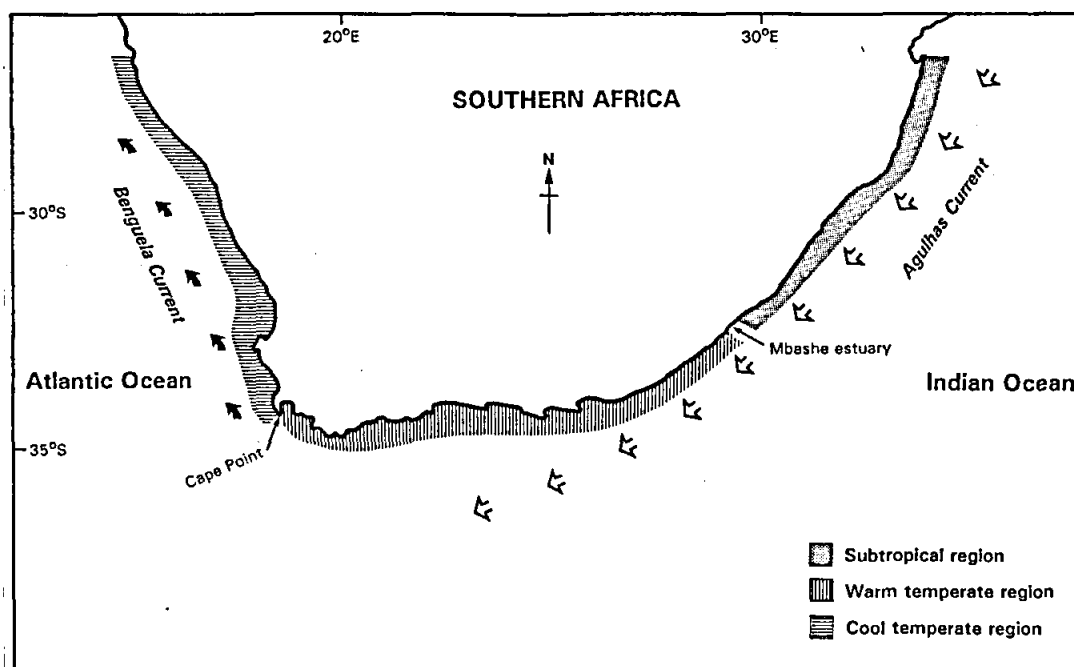 20°E
30°E
SOUTHERN AFRICA
N
30°S
Benguela Current
Agulhas Current
Mbashe estuary
Atlantic Ocean
Indian Ocean
Cape Point
35°S
Subtropical region
Warm temperate region
Cool temperate region